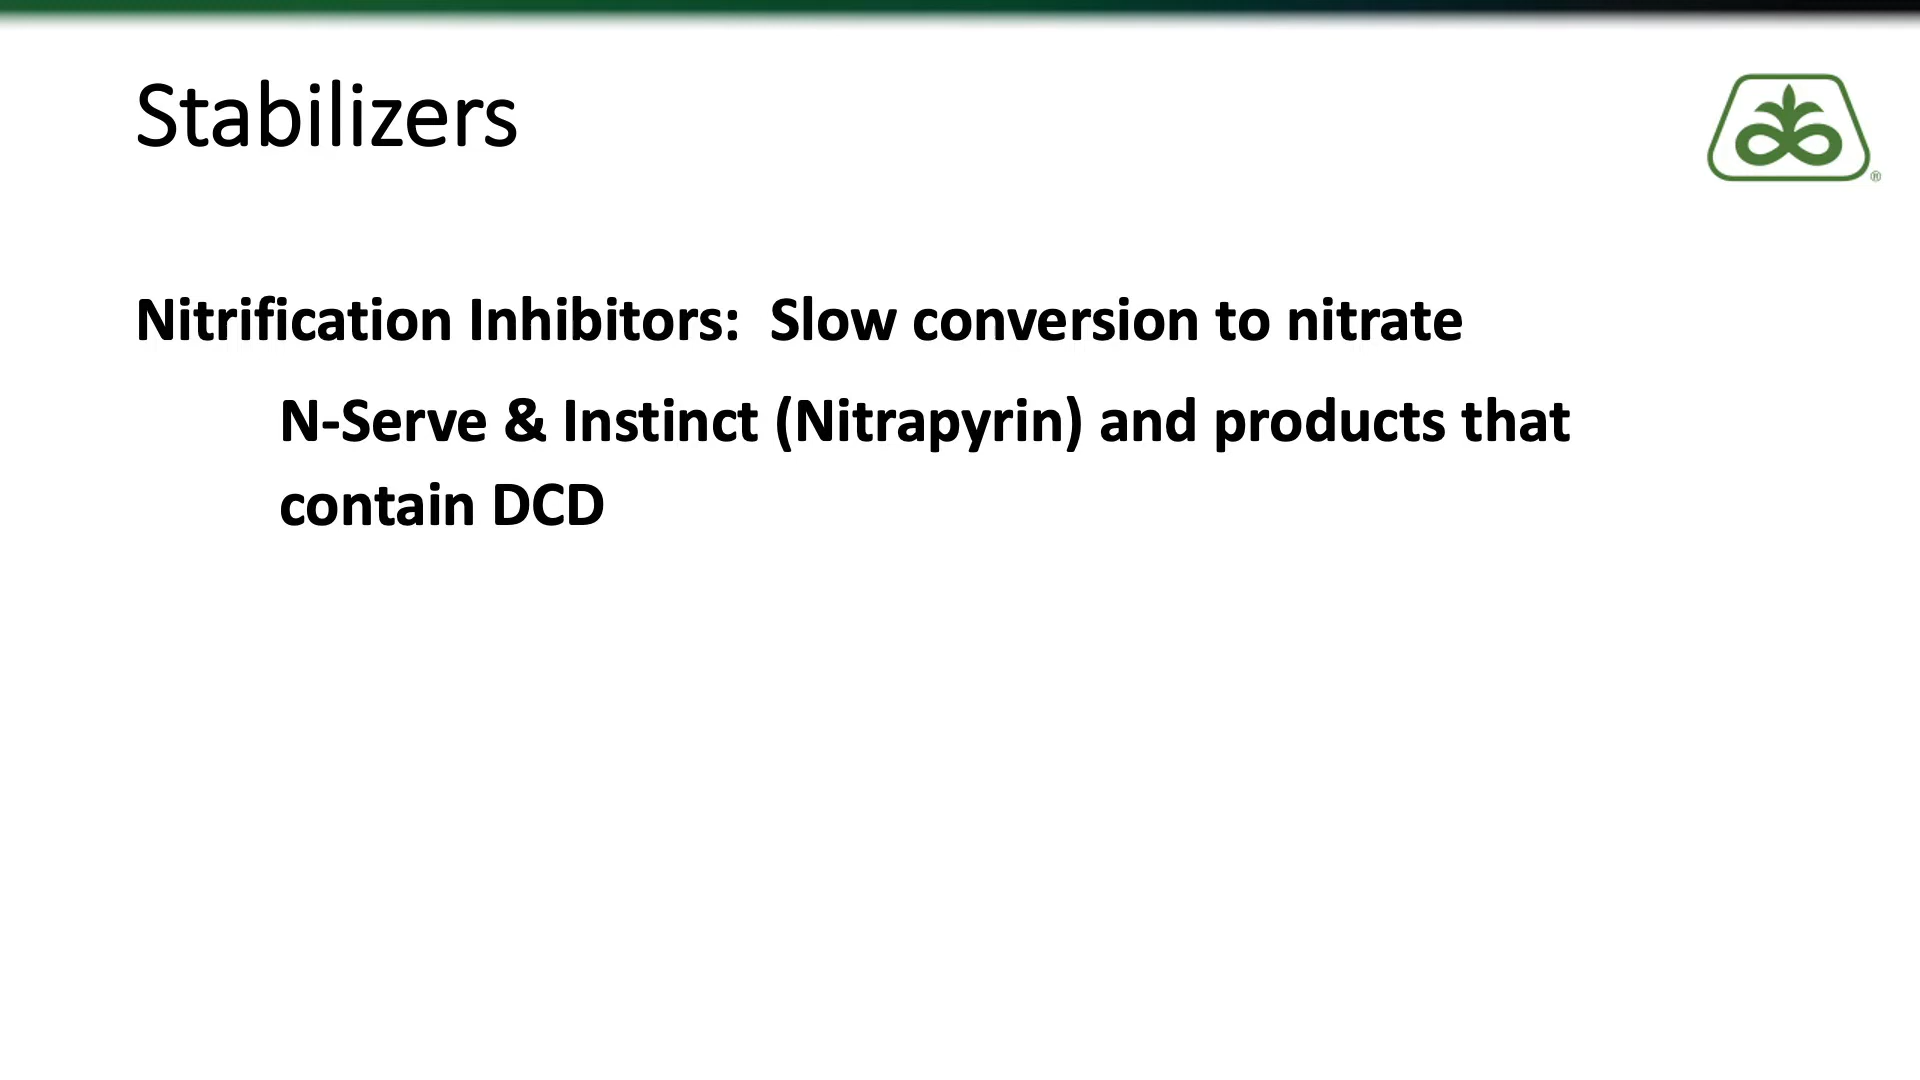 Stabilizers
®
Nitrification Inhibitors:  Slow conversion to nitrate
N-Serve & Instinct (Nitrapyrin) and products that
contain DCD